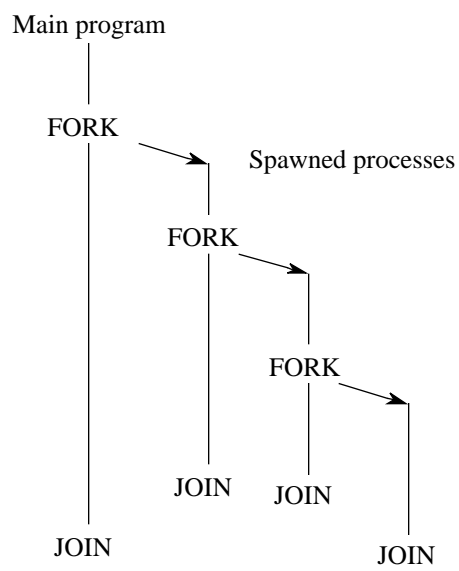 Main program
FORK
Spawned processes
FORK
FORK
JOIN
JOIN
JOIN
JOIN